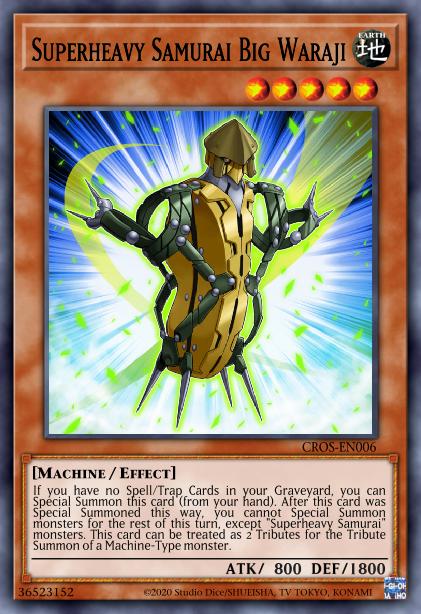 Superheavy Samurai Big Waraji
EARTH
地
CROS-EN006
[Machine / Effect]
If you have no Spell/Trap Cards in your Graveyard, you can
Special Summon this card (from your hand). After this card was
Special Summoned this way, you cannot Special Summon
monsters for the rest of this turn, except "Superheavy Samurai"
monsters. This card can be treated as 2 Tributes for the Tribute
Summon of a Machine-Type monster.
ATK/ 800 DEF/1800
36523152
©2020 Studio Dice/SHUEISHA, TV TOKYO, KONAMI